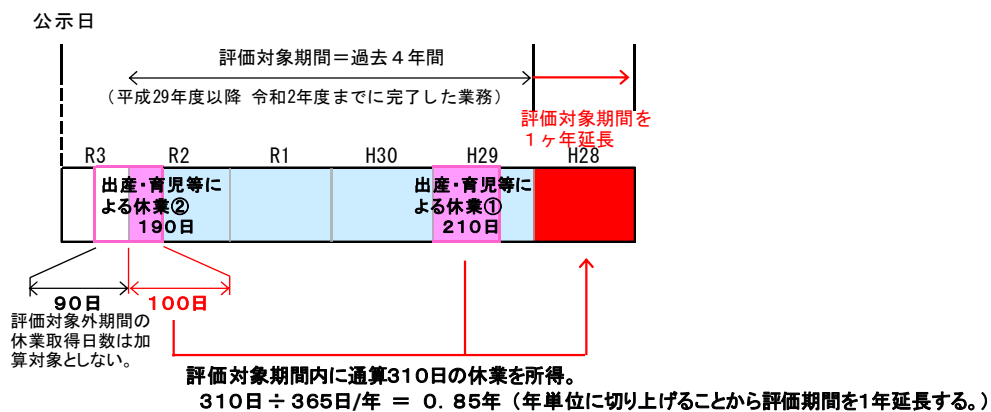 公示日
評価対象期間＝過去４年間
（平成29年度以降 令和2年度までに完了した業務）
評価対象期間を
１ヶ年延長
R3 R2 R1 H30 H29 H28
出産・育児等に
よる休業②
190日
出産・育児等に
よる休業①
210日
90日
100日
評価対象外期間の
休業取得日数は加
算対象としない。
評価対象期間内に通算310日の休業を所得。
310日÷365日/年 ＝ ０．８５年（年単位に切り上げることから評価期間を1年延長する。）